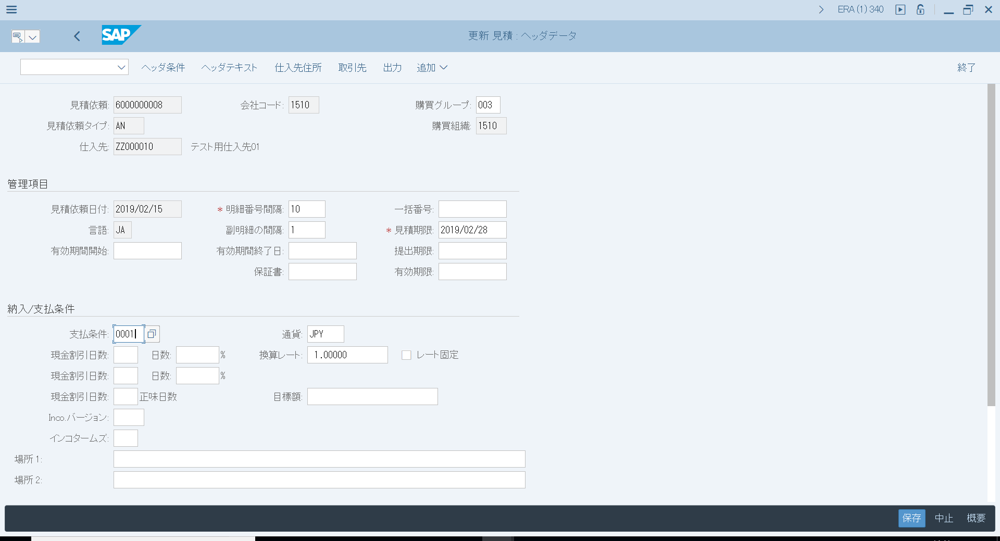 ERA (1) 340
SAP 更新 見積 : ヘッダデータ
ヘッダ条件 ヘッダテキスト 仕入先住所 取引先 出力 追加 終了
見積依頼: 6000000008 会社コード: 1510 購買グループ: 003
見積依頼タイプ: AN 購買組織: 1510
仕入先: ZZ000010 テスト用仕入先01
管理項目
見積依頼日付: 2019/02/15 * 明細番号間隔: 10 一括番号:
言語: JA 副明細の間隔: 1 * 見積期限: 2019/02/28
有効期間開始: 有効期間終了日: 提出期限:
保証書: 有効期限:
納入/支払条件
支払条件: 0001 通貨: JPY
現金割引日数: 日数: % 換算レート: 1.00000 レート固定
現金割引日数: 日数: %
現金割引日数: 正味日数 目標額:
Inco.バージョン:
インコタームズ:
場所 1:
場所 2:
保存 中止 概要